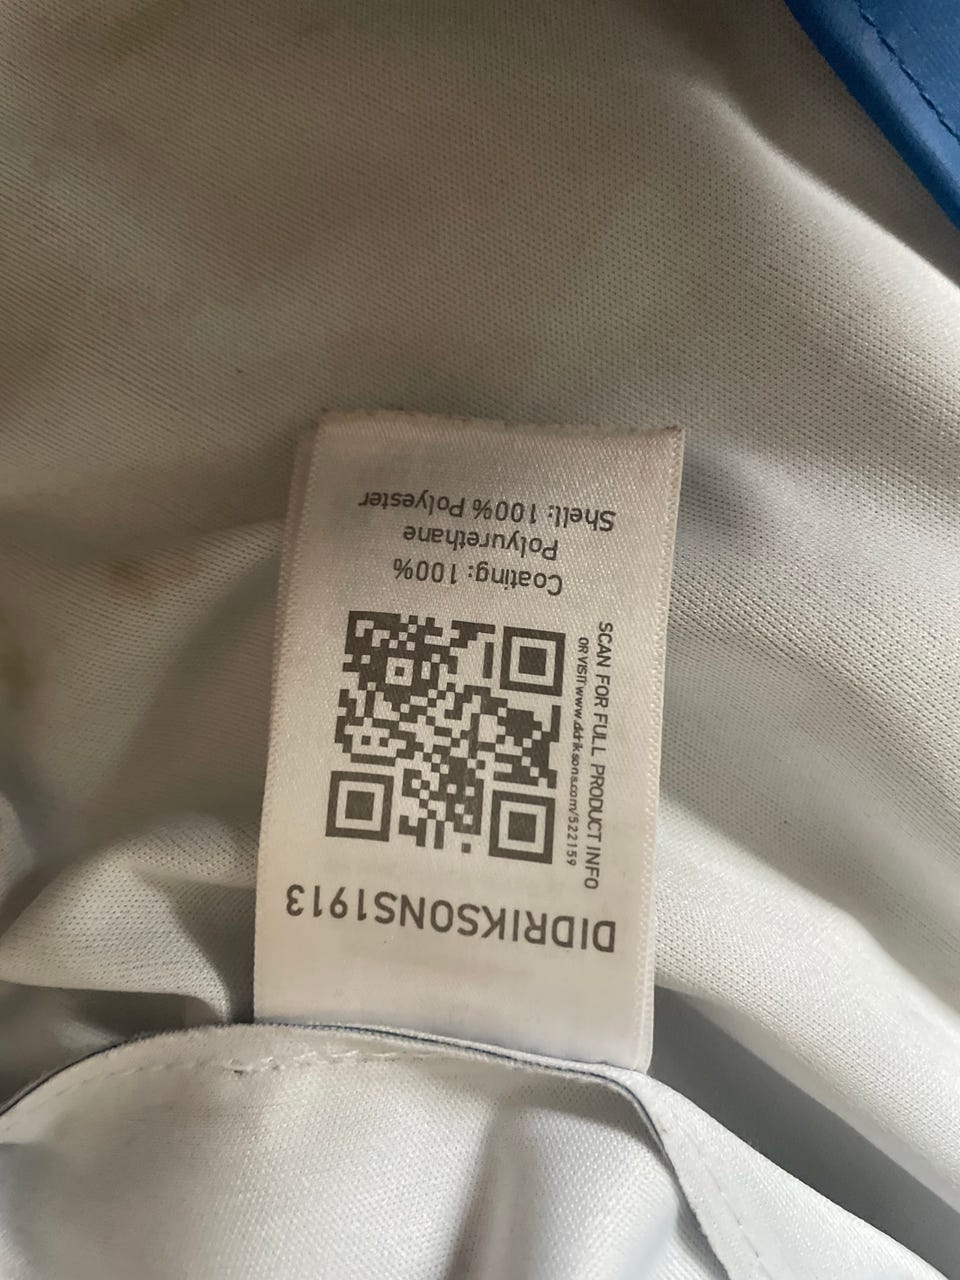 DIDRIKSONS1913
SCAN FOR FULL PRODUCT INFO
OR VISIT www.didriksons.com/522159
Coating: 100%
Polyurethane
Shell: 100% Polyester